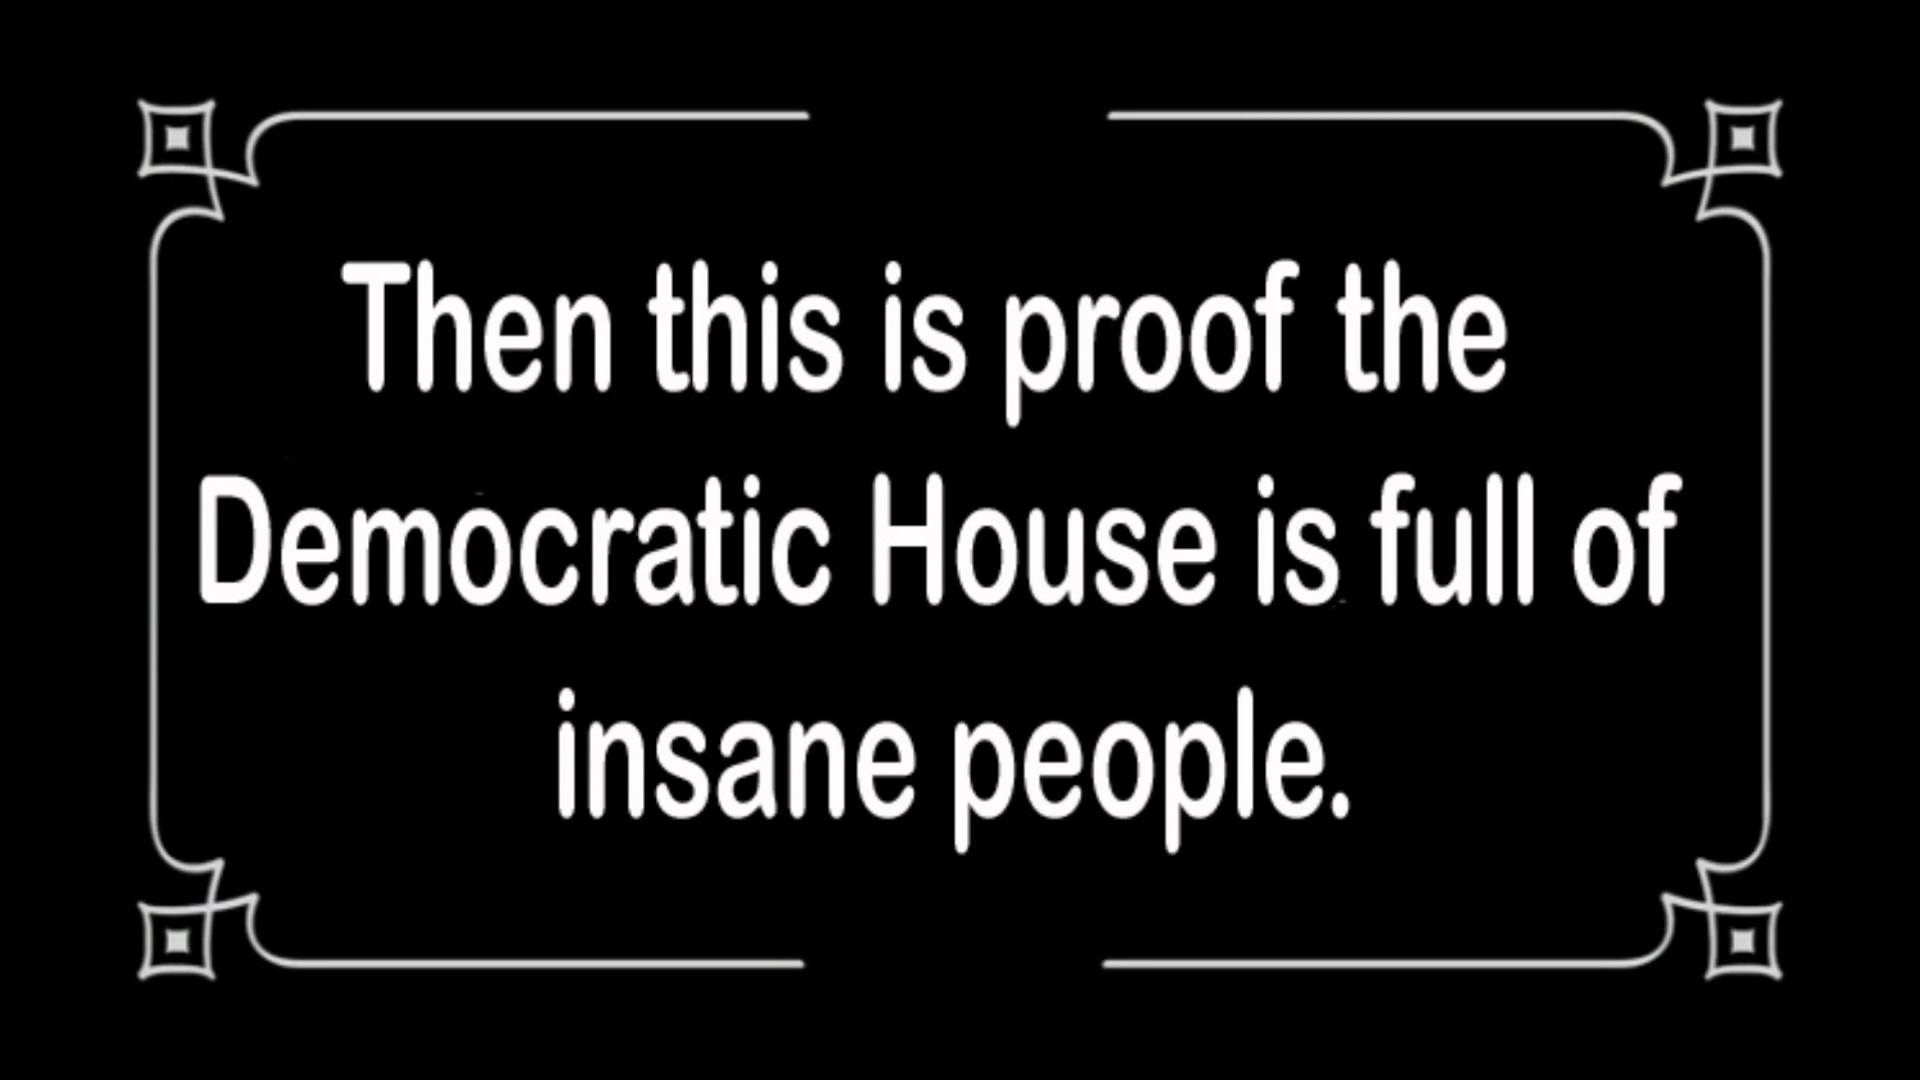 Then this is proof the
Democratic House is full of
insane people.